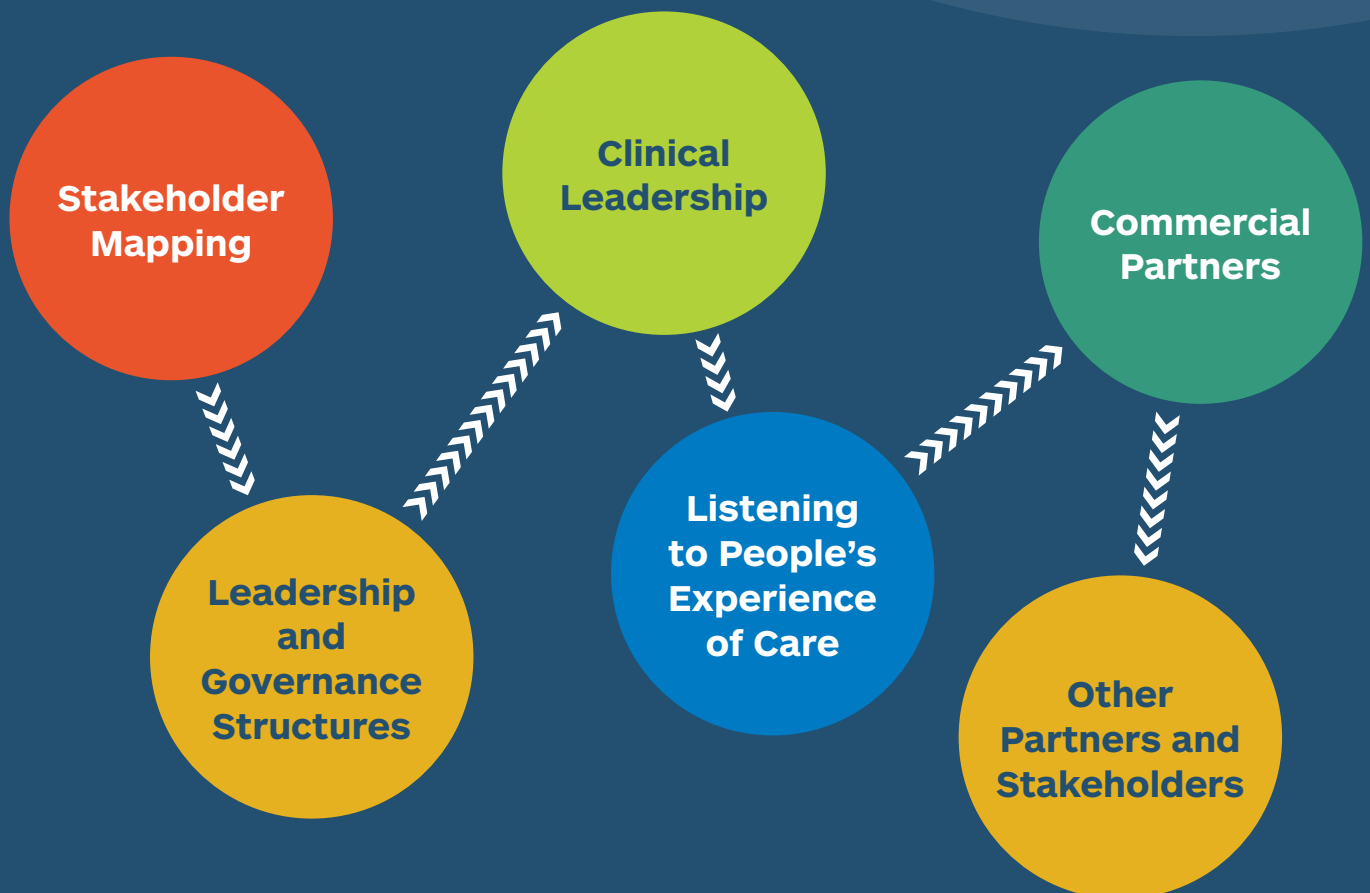 Stakeholder
Mapping
Leadership
and
Governance
Structures
Clinical
Leadership
Listening
to People’s
Experience
of Care
Commercial
Partners
Other
Partners and
Stakeholders